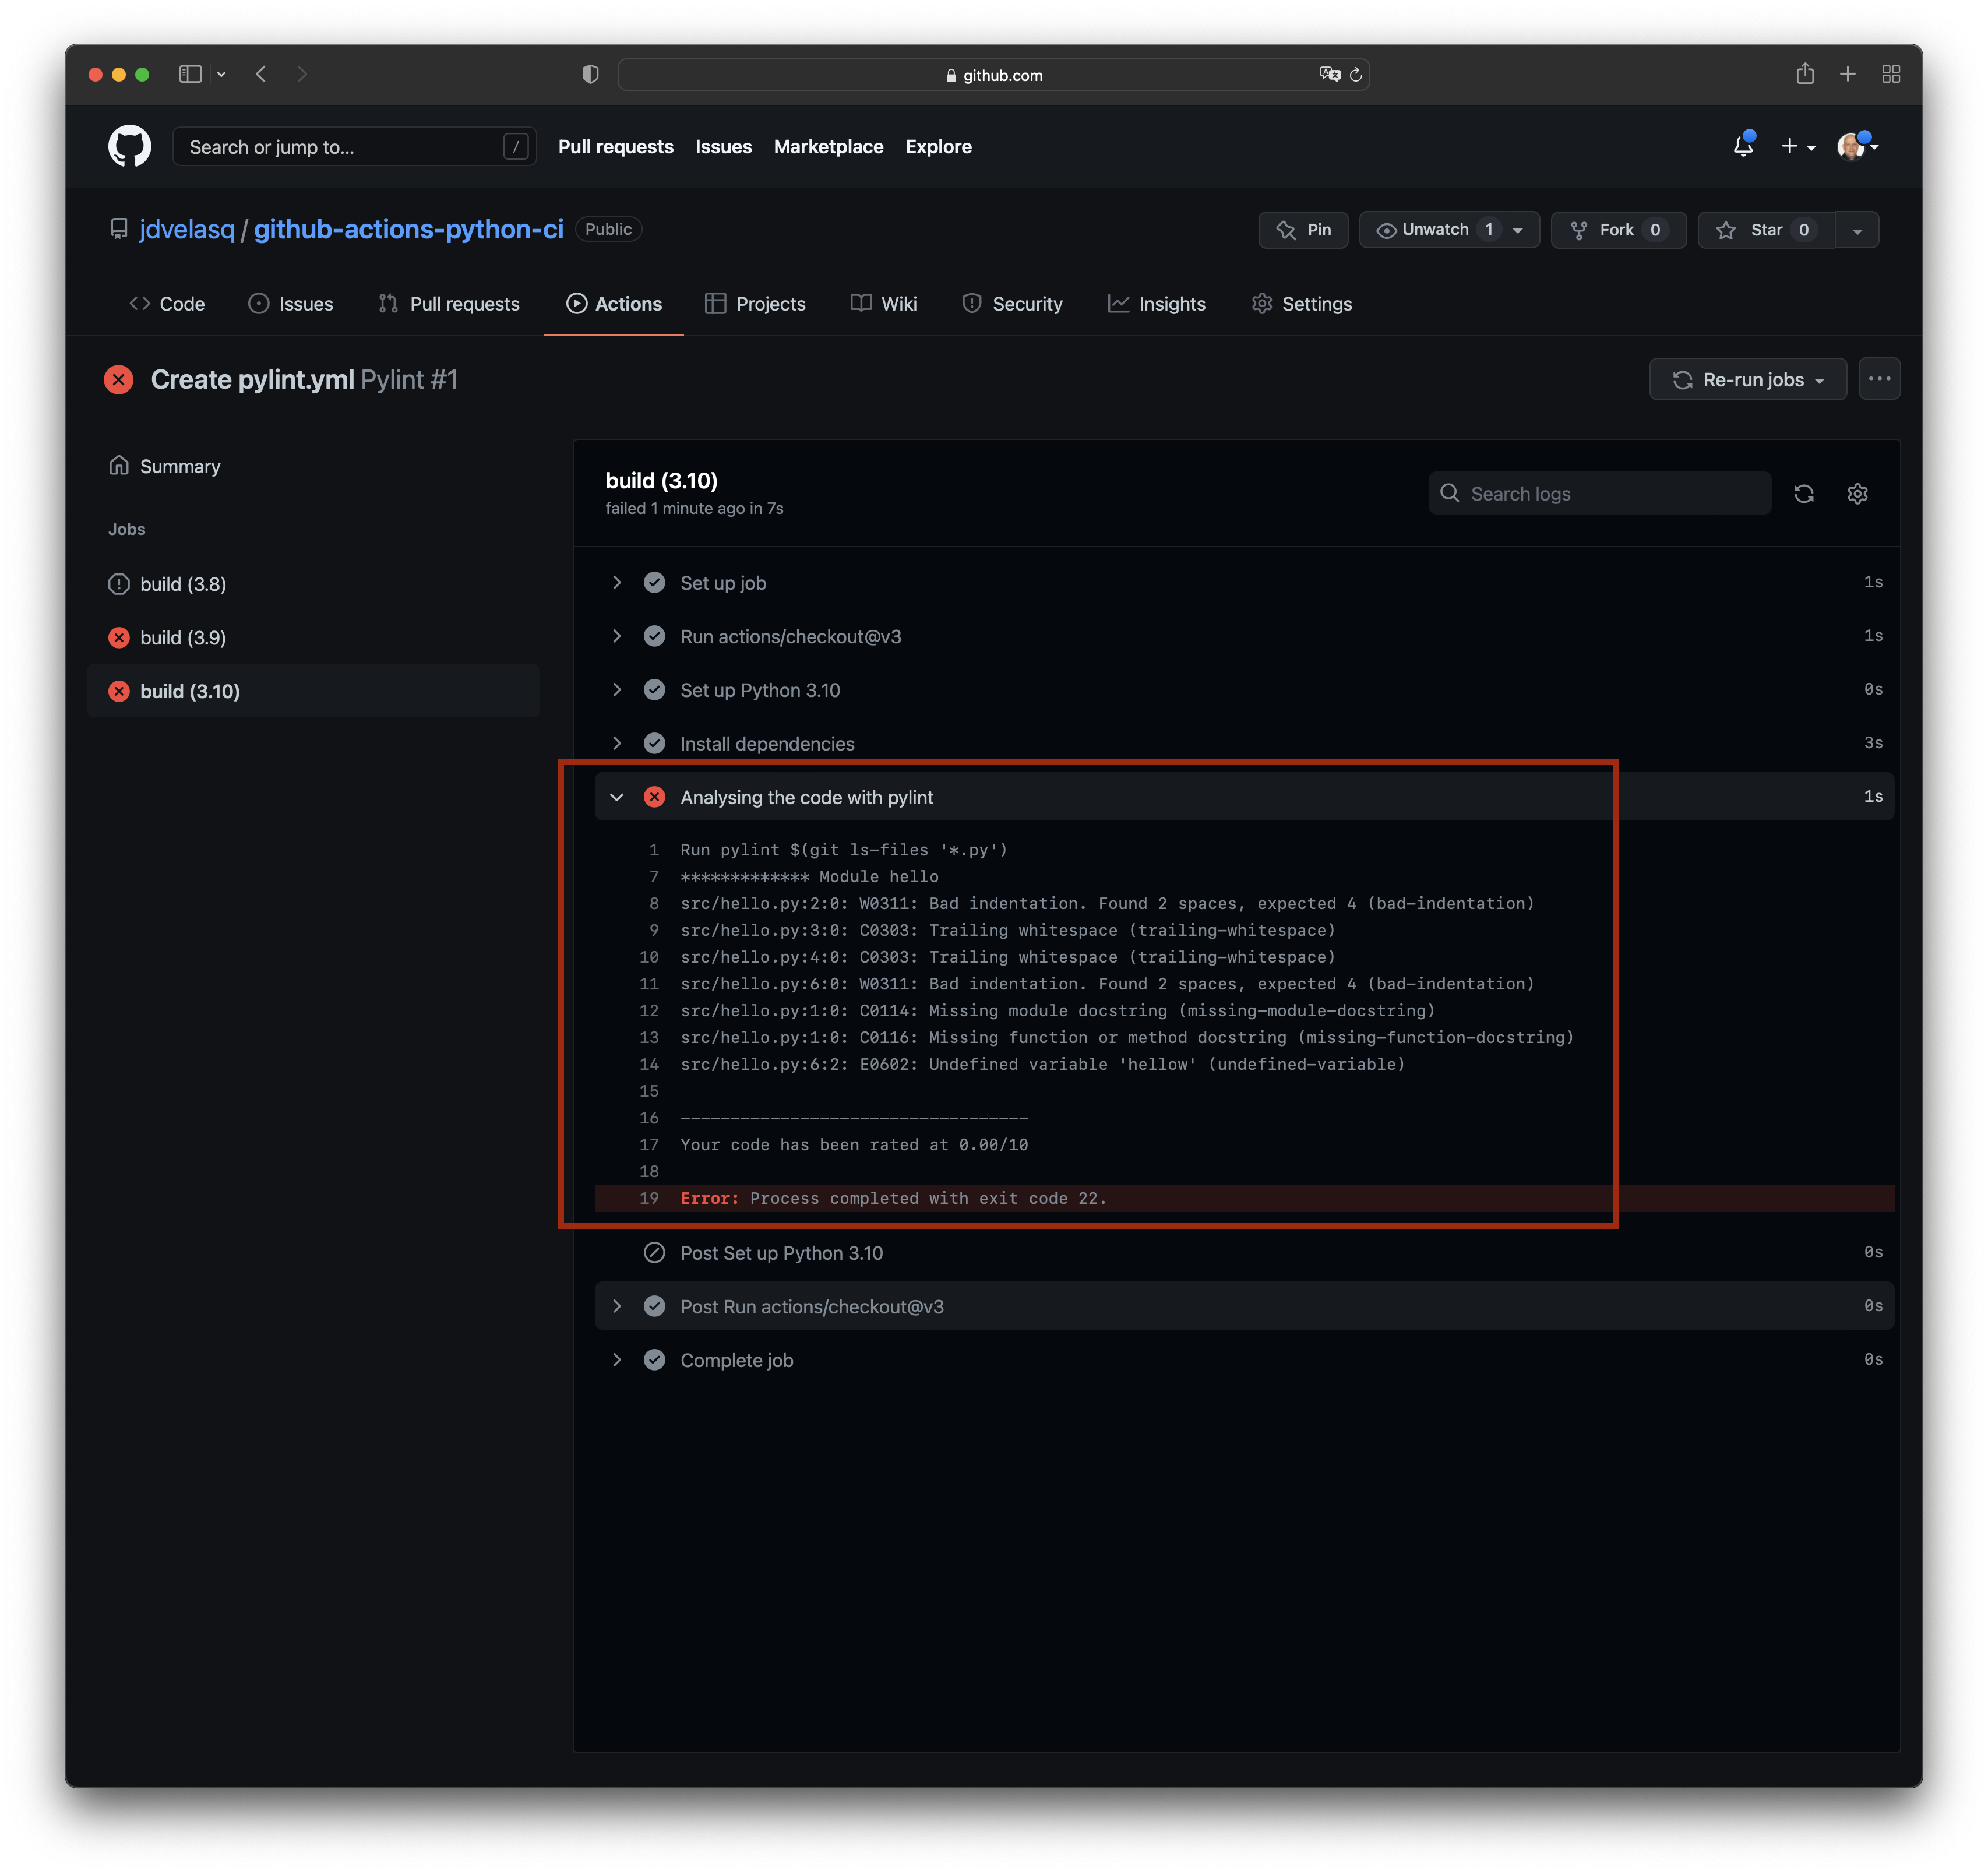 github.com
Search or jump to... /
Pull requests Issues Marketplace Explore
jdvelasq / github-actions-python-ci Public
Pin Unwatch 1 Fork 0 Star 0
Code Issues Pull requests Actions Projects Wiki Security Insights Settings
Create pylint.yml Pylint #1
Re-run jobs
Summary
Jobs
build (3.8)
build (3.9)
build (3.10)
build (3.10)
failed 1 minute ago in 7s
Search logs
Set up job 1s
Run actions/checkout@v3 1s
Set up Python 3.10 0s
Install dependencies 3s
Analysing the code with pylint 1s
1 Run pylint $(git ls-files '*.py')
7 ************* Module hello
8 src/hello.py:2:0: W0311: Bad indentation. Found 2 spaces, expected 4 (bad-indentation)
9 src/hello.py:3:0: C0303: Trailing whitespace (trailing-whitespace)
10 src/hello.py:4:0: C0303: Trailing whitespace (trailing-whitespace)
11 src/hello.py:6:0: W0311: Bad indentation. Found 2 spaces, expected 4 (bad-indentation)
12 src/hello.py:1:0: C0114: Missing module docstring (missing-module-docstring)
13 src/hello.py:1:0: C0116: Missing function or method docstring (missing-function-docstring)
14 src/hello.py:6:2: E0602: Undefined variable 'hellow' (undefined-variable)
15
16 -----------------------------------
17 Your code has been rated at 0.00/10
18
19 Error: Process completed with exit code 22.
Post Set up Python 3.10 0s
Post Run actions/checkout@v3 0s
Complete job 0s